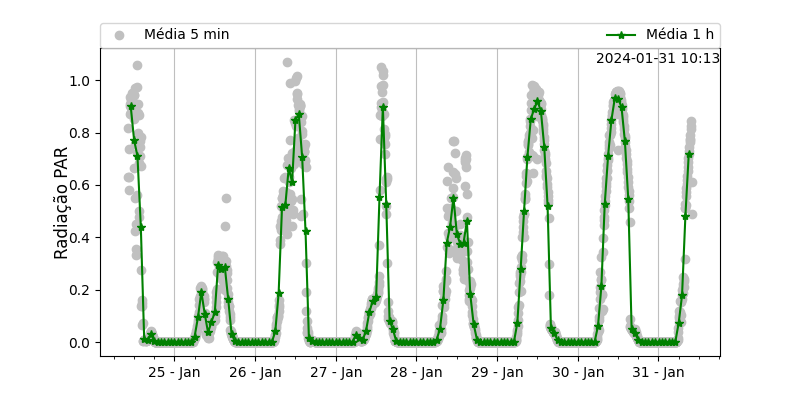 Média 5 min
Média 1 h
2024-01-31 10:13
Radiação PAR
1.0
0.8
0.6
0.4
0.2
0.0
25 - Jan
26 - Jan
27 - Jan
28 - Jan
29 - Jan
30 - Jan
31 - Jan